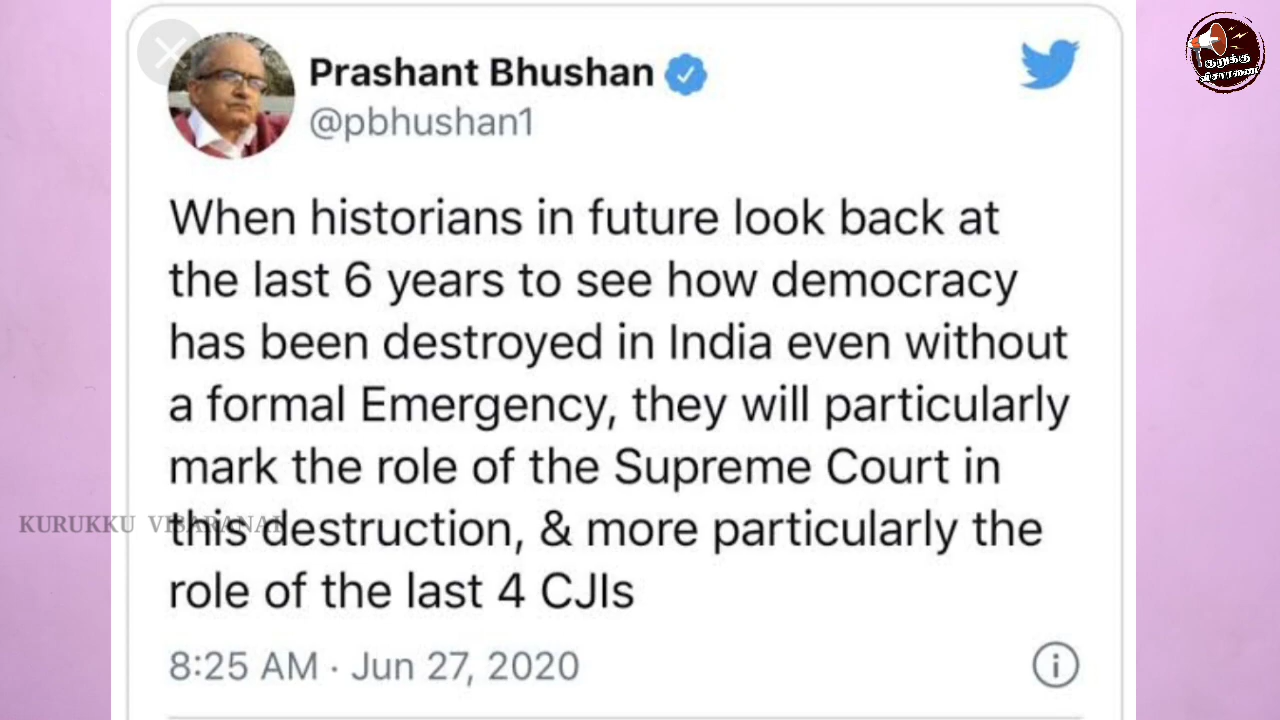 Prashant Bhushan
@pbhushan1
When historians in future look back at
the last 6 years to see how democracy
has been destroyed in India even without
a formal Emergency, they will particularly
mark the role of the Supreme Court in
this destruction, & more particularly the
role of the last 4 CJIs
8:25 AM · Jun 27, 2020
KURUKKU VISARANAI
குறுக்கு
விசாரணை